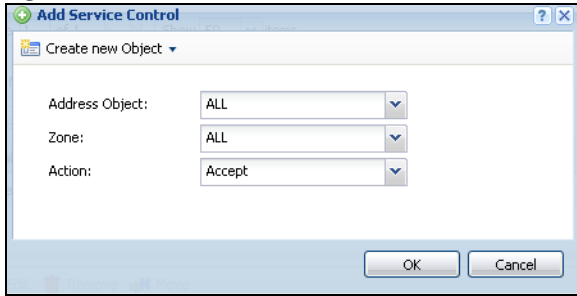 Add Service Control
Create new Object
Address Object:
ALL
Zone:
ALL
Action:
Accept
OK
Cancel